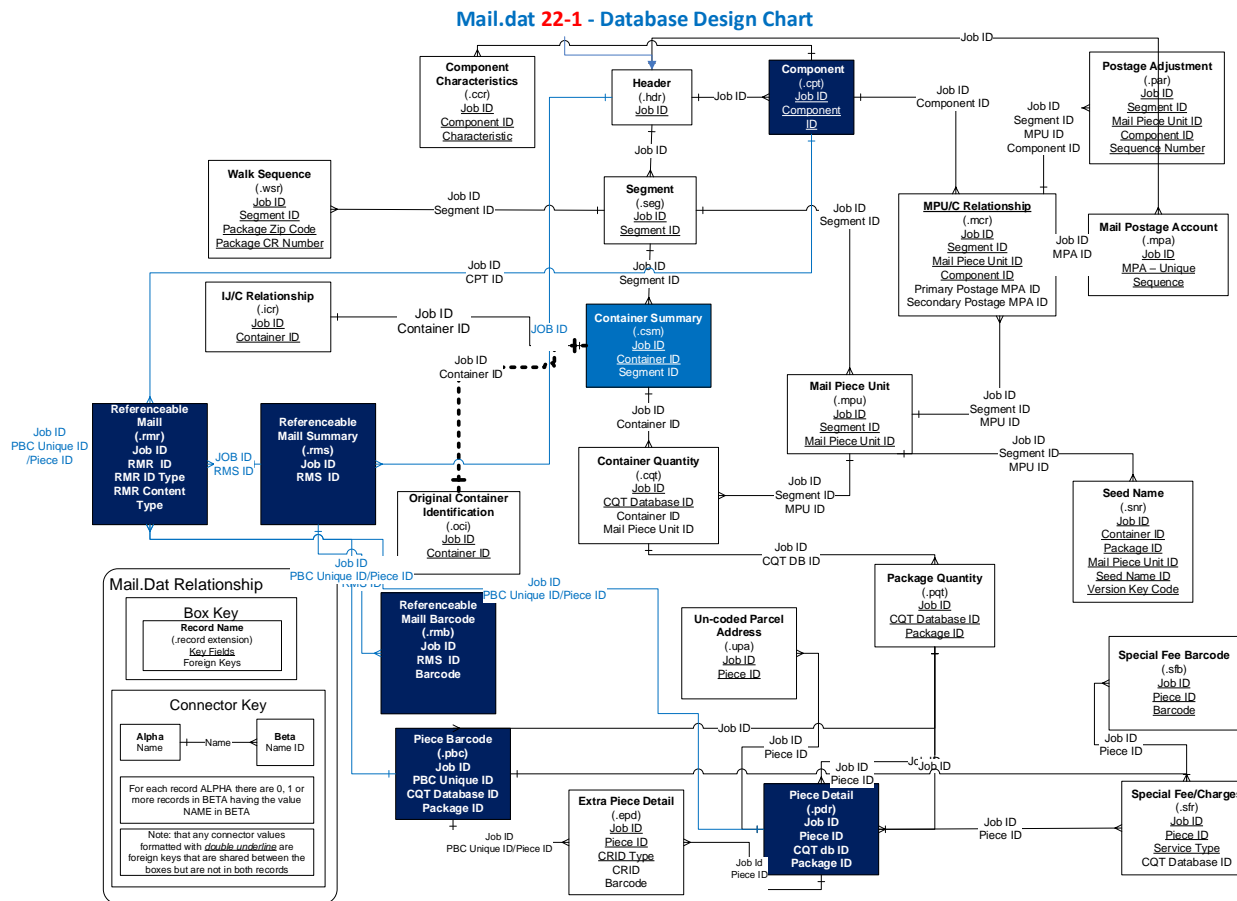 Mail.dat 22-1 - Database Design Chart
Component
Characteristics
(.ccr)
Job ID
Component ID
Characteristic
Header
(.hdr)
Job ID
Job ID
Component
(.cpt)
Job ID
Component
ID
Job ID
Job ID
Component ID
Job ID
Segment ID
MPU ID
Component ID
Postage Adjustment
(.par)
Job ID
Segment ID
Mail Piece Unit ID
Component ID
Sequence Number
Job ID
Walk Sequence
(.wsr)
Job ID
Segment ID
Package Zip Code
Package CR Number
Job ID
Segment ID
Segment
(.seg)
Job ID
Segment ID
Job ID
Segment ID
MPU/C Relationship
(.mcr)
Job ID
Segment ID
Mail Piece Unit ID
Component ID
Primary Postage MPA ID
Secondary Postage MPA ID
Job ID
MPA ID
Mail Postage Account
(.mpa)
Job ID
MPA – Unique
Sequence
Job ID
CPT ID
Job ID
Segment ID
IJ/C Relationship
(.icr)
Job ID
Container ID
Job ID
Container ID
JOB ID
Container Summary
(.csm)
Job ID
Container ID
Segment ID
Job ID
Container ID
Job ID
Container ID
Mail Piece Unit
(.mpu)
Job ID
Segment ID
Mail Piece Unit ID
Job ID
Segment ID
MPU ID
Job ID
PBC Unique ID
/Piece ID
Referenceable
Maill
(.rmr)
Job ID
RMR  ID
RMR ID Type
RMR Content
Type
JOB ID
RMS ID
Referenceable
Maill Summary
(.rms)
Job ID
RMS  ID
Original Container
Identification
(.oci)
Job ID
Container ID
Container Quantity
(.cqt)
Job ID
CQT Database ID
Container ID
Mail Piece Unit ID
Job ID
Segment ID
MPU ID
Job ID
Segment ID
MPU ID
Seed Name
(.snr)
Job ID
Container ID
Package ID
Mail Piece Unit ID
Seed Name ID
Version Key Code
Job ID
CQT DB ID
Job ID
PBC Unique ID/Piece ID
Job ID
PBC Unique ID/Piece ID
Package Quantity
(.pqt)
Job ID
CQT Database ID
Package ID
Mail.Dat Relationship
Box Key
Record Name
(.record extension)
Key Fields
Foreign Keys
Connector Key
Alpha
Name
Name
Beta
Name ID
For each record ALPHA there are 0, 1 or
more records in BETA having the value
NAME in BETA
Note: that any connector values
formatted with double underline are
foreign keys that are shared between the
boxes but are not in both records
Referenceable
Maill Barcode
(.rmb)
Job ID
RMS  ID
Barcode
Un-coded Parcel
Address
(.upa)
Job ID
Piece ID
Special Fee Barcode
(.sfb)
Job ID
Piece ID
Barcode
Job ID
Job ID
Piece ID
Job ID
Piece ID
Piece Barcode
(.pbc)
Job ID
PBC Unique ID
CQT Database ID
Package ID
Job ID
Piece ID
Job ID
Job ID
PBC Unique ID/Piece ID
Extra Piece Detail
(.epd)
Job ID
Piece ID
CRID Type
CRID
Barcode
Job Id
Piece ID
Piece Detail
(.pdr)
Job ID
Piece ID
CQT db ID
Package ID
Job ID
Piece ID
Special Fee/Charges
(.sfr)
Job ID
Piece ID
Service Type
CQT Database ID